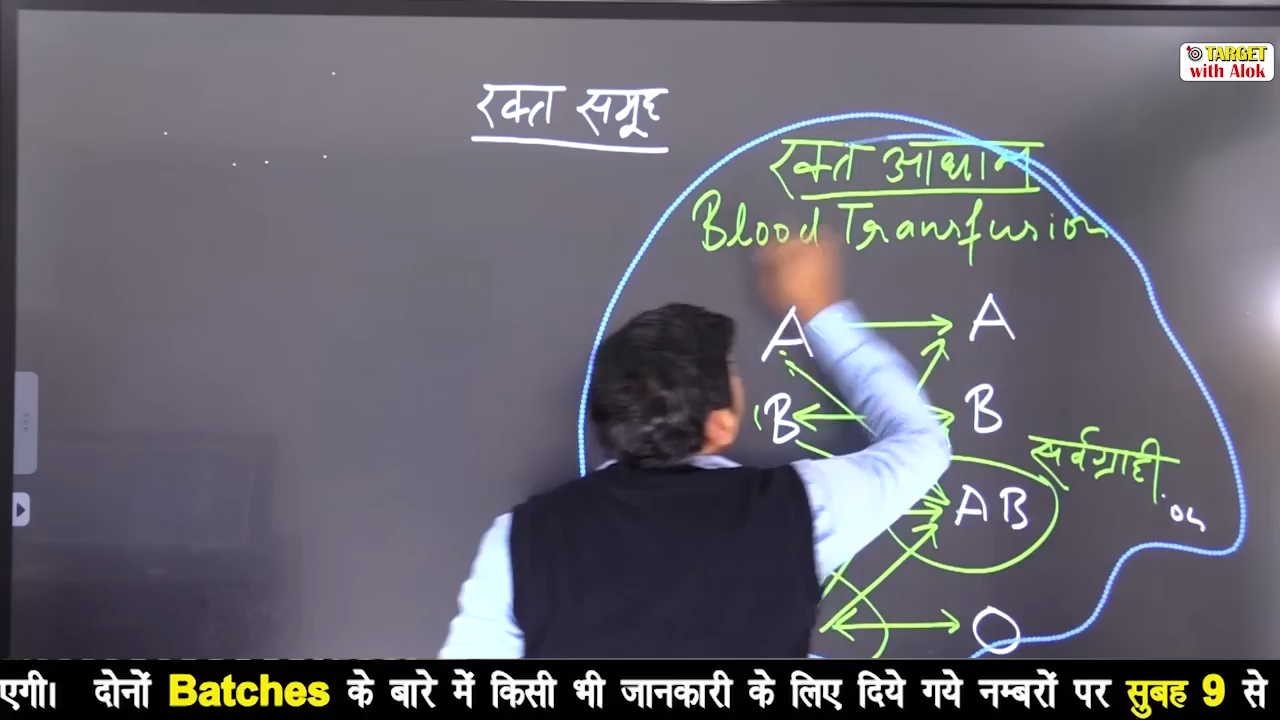 TARGET
with Alok
रक्त समूह
रक्त आधान
Blood Transfusion
A A
B B
सर्वग्राही
AB
O
एगी। दोनों Batches के बारे में किसी भी जानकारी के लिए दिये गये नम्बरों पर सुबह 9 से